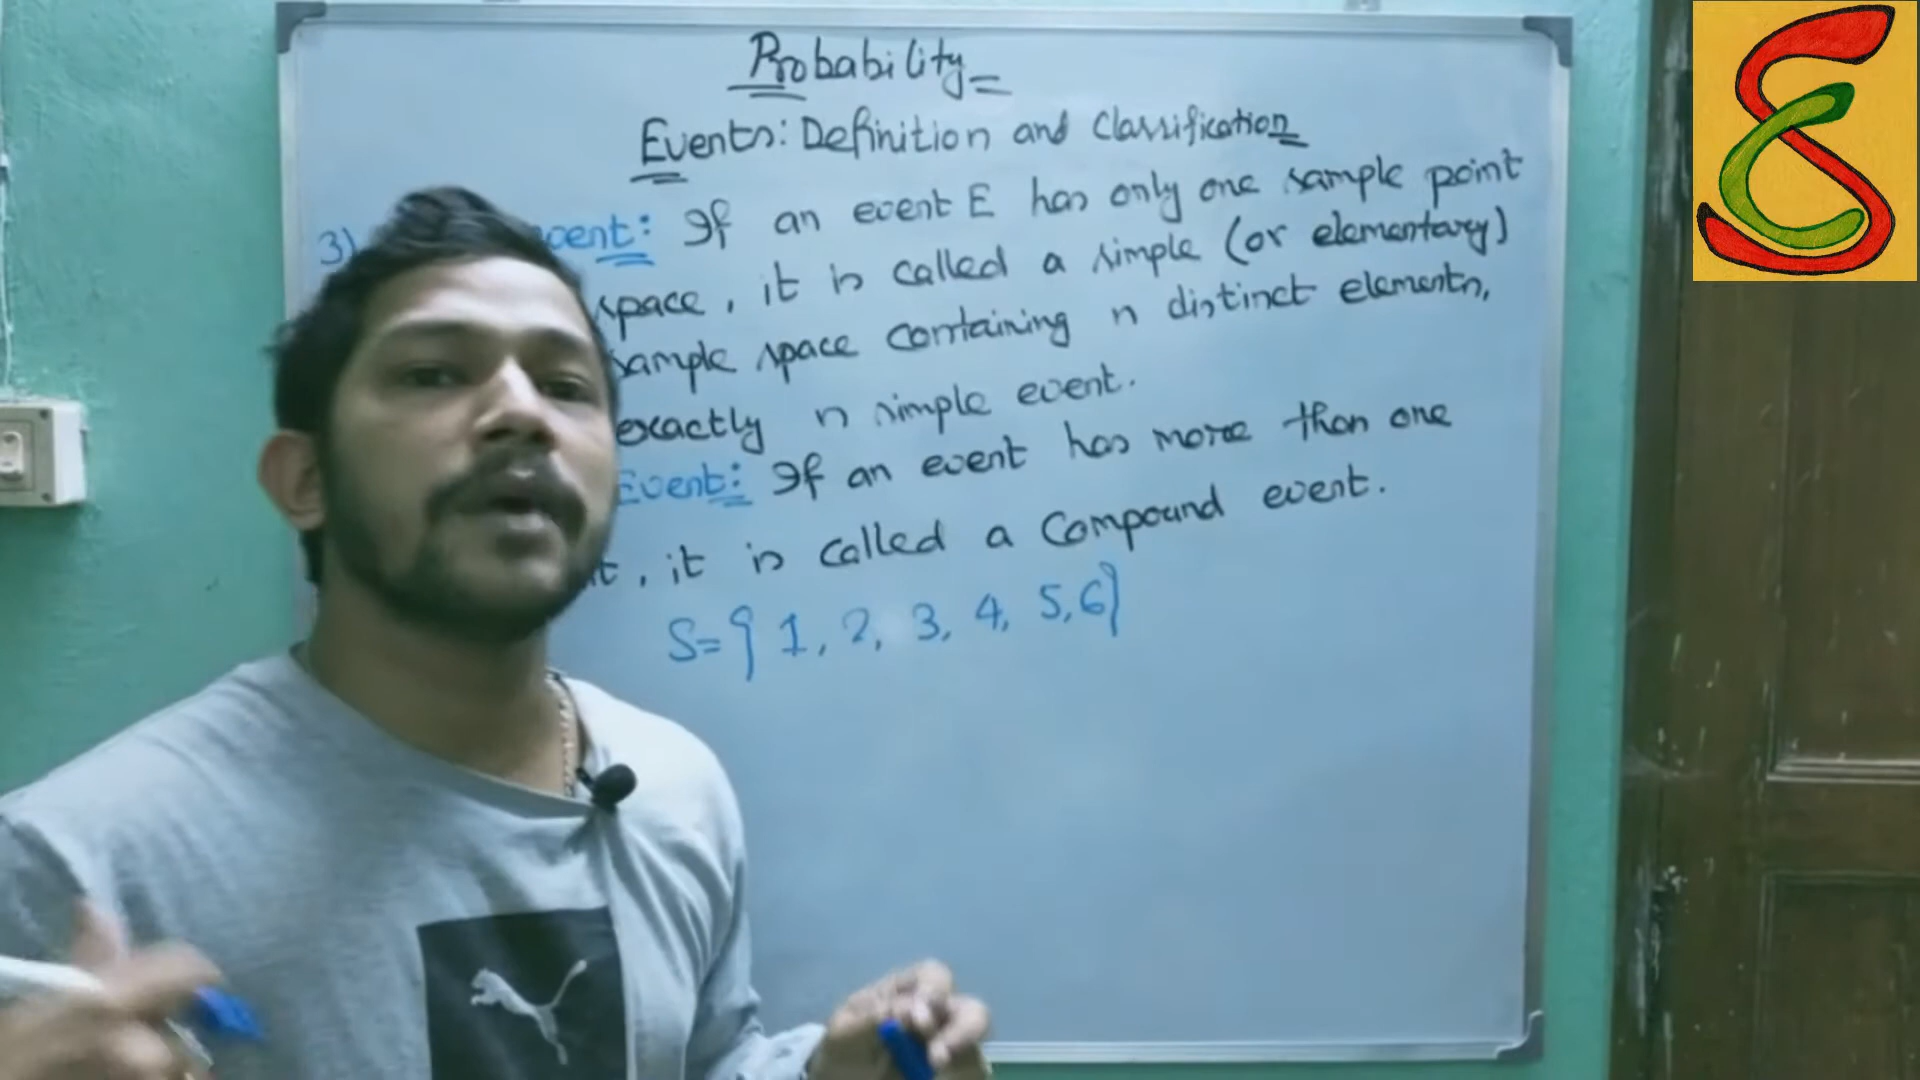 Probability
Events: Definition and Classification
3) If an event E has only one sample point
space, it is called a simple (or elementary)
sample space containing n distinct elements,
exactly n simple event.
Event: If an event has more than one
, it is called a Compound event.
S={1, 2, 3, 4, 5, 6}